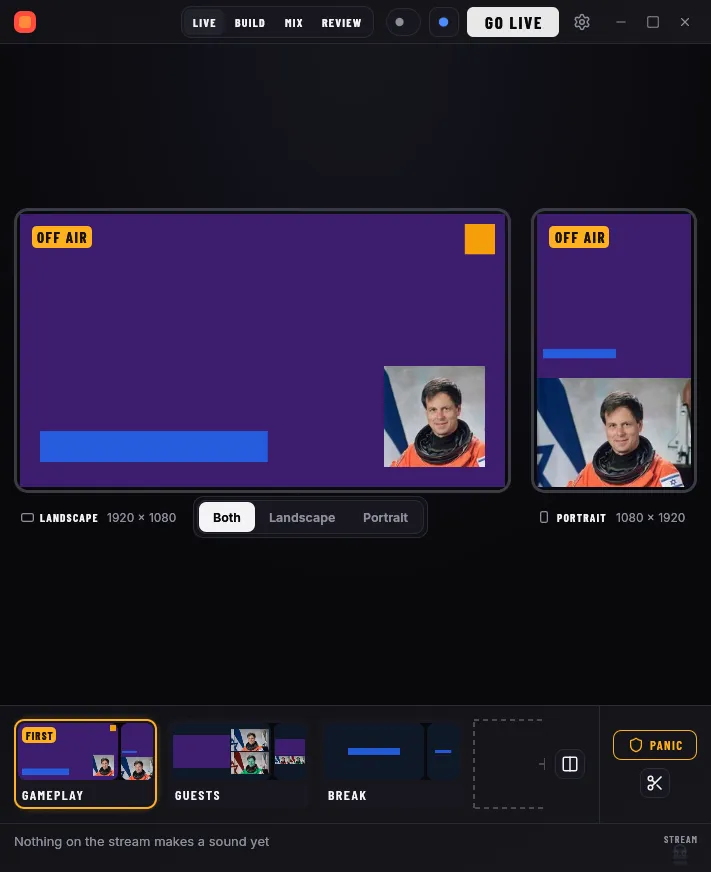 LIVE BUILD MIX REVIEW GO LIVE
OFF AIR
OFF AIR
LANDSCAPE 1920 × 1080 Both Landscape Portrait PORTRAIT 1080 × 1920
FIRST
PANIC
GAMEPLAY GUESTS BREAK
Nothing on the stream makes a sound yet STREAM